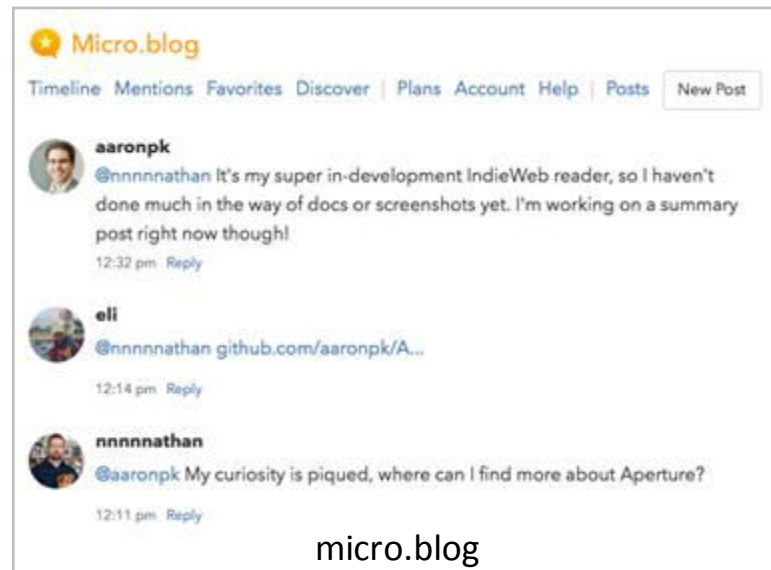 Micro.blog
Timeline Mentions Favorites Discover | Plans Account Help | Posts New Post
aaronpk
@nnnnnathan It's my super in-development IndieWeb reader, so I haven't
done much in the way of docs or screenshots yet. I'm working on a summary
post right now though!
12:32 pm Reply
eli
@nnnnnathan github.com/aaronpk/A...
12:14 pm Reply
nnnnnathan
@aaronpk My curiosity is piqued, where can I find more about Aperture?
12:11 pm Reply
micro.blog